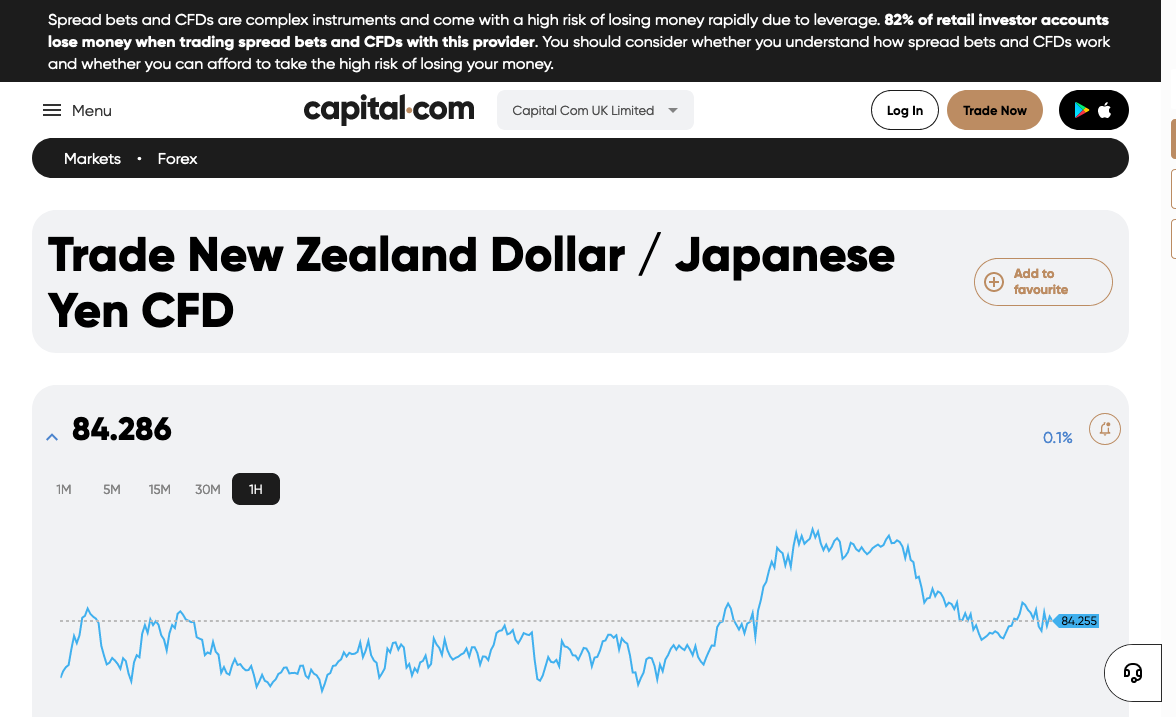 Spread bets and CFDs are complex instruments and come with a high risk of losing money rapidly due to leverage. 82% of retail investor accounts
lose money when trading spread bets and CFDs with this provider. You should consider whether you understand how spread bets and CFDs work
and whether you can afford to take the high risk of losing your money.
Menu
capital.com
Capital Com UK Limited
Log In
Trade Now
Markets • Forex
Trade New Zealand Dollar / Japanese
Yen CFD
Add to
favourite
84.286
0.1%
1M 5M 15M 30M 1H
84.255